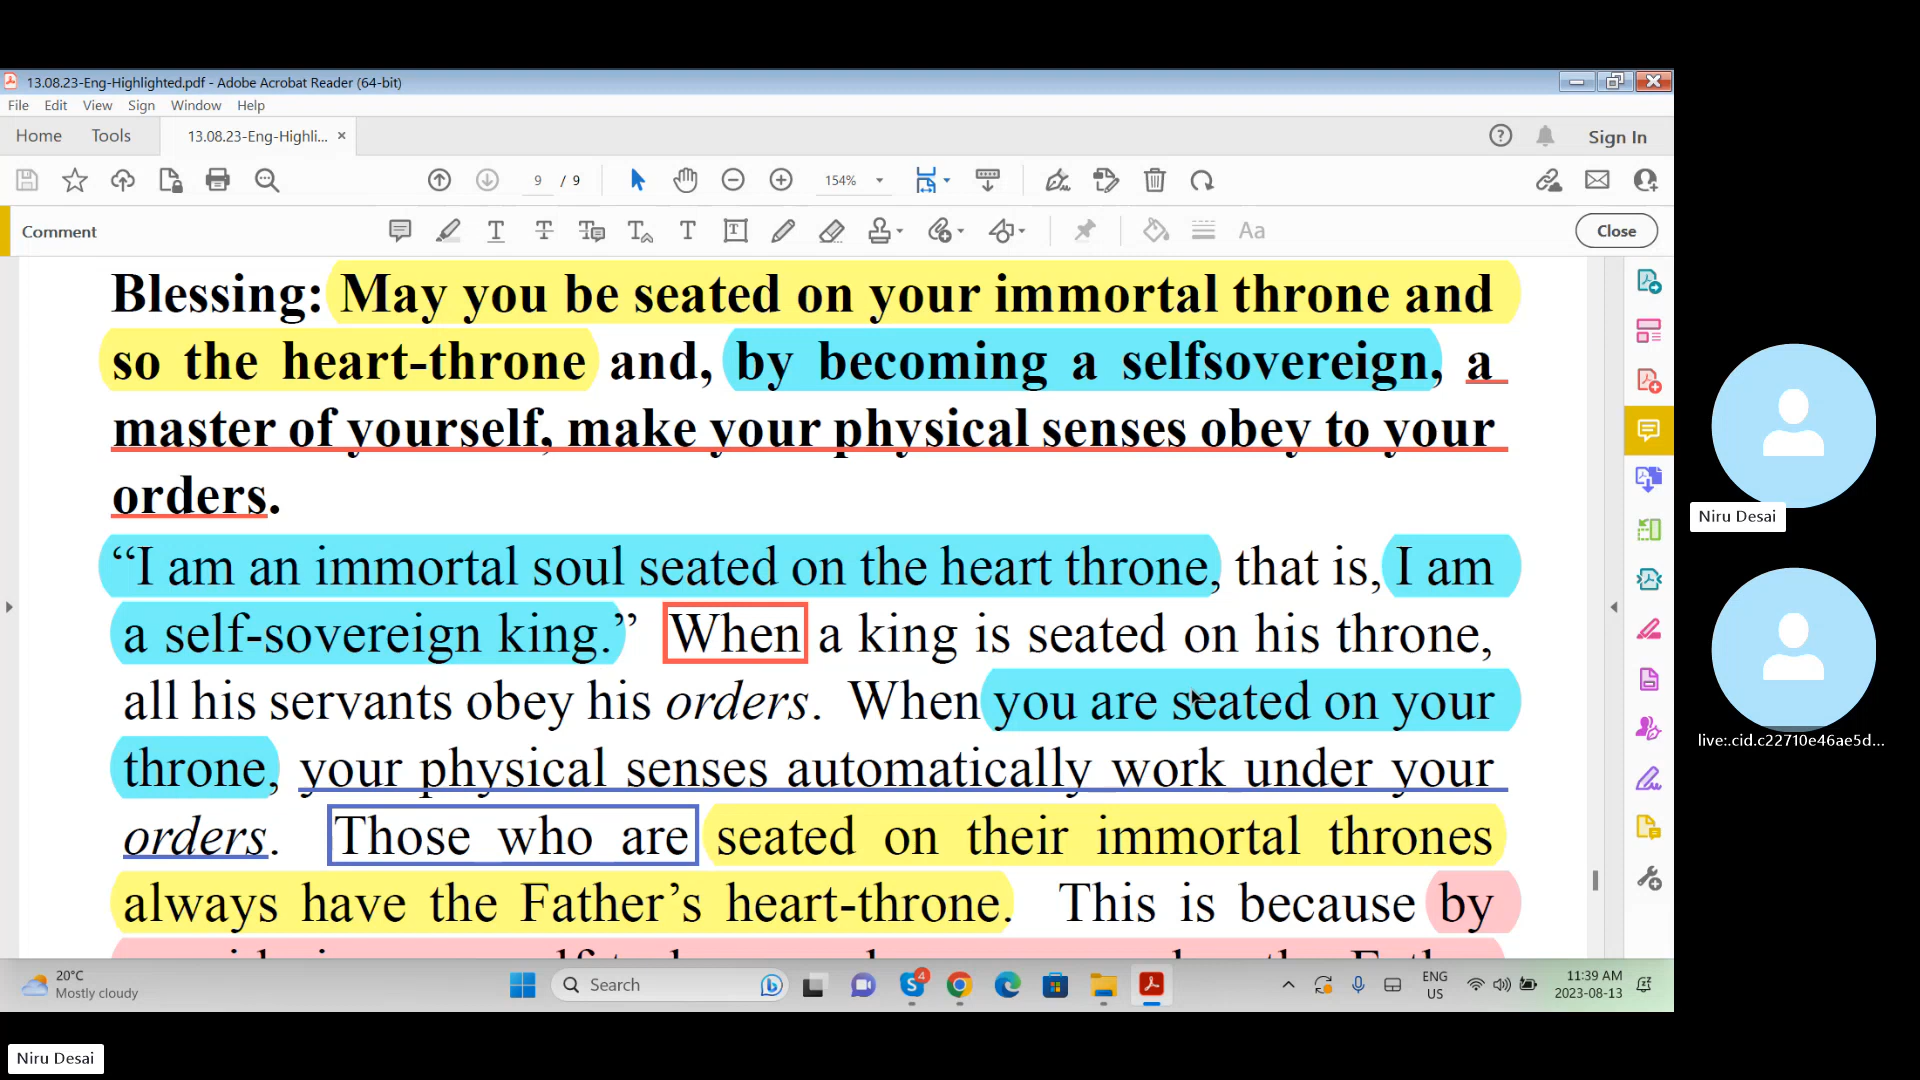 13.08.23-Eng-Highlighted.pdf - Adobe Acrobat Reader (64-bit)
File Edit View Sign Window Help
Home Tools 13.08.23-Eng-Highli... × Sign In
9 / 9 154%
Comment Close
Blessing: May you be seated on your immortal throne and
so the heart-throne and, by becoming a selfsovereign, a
master of yourself, make your physical senses obey to your
orders.
“I am an immortal soul seated on the heart throne, that is, I am
a self-sovereign king.” When a king is seated on his throne,
all his servants obey his orders. When you are seated on your
throne, your physical senses automatically work under your
orders. Those who are seated on their immortal thrones
always have the Father’s heart-throne. This is because by
Niru Desai
live:.cid.c22710e46ae5d...
20°C
Mostly cloudy
Search
4
ENG
US
11:39 AM
2023-08-13
Niru Desai